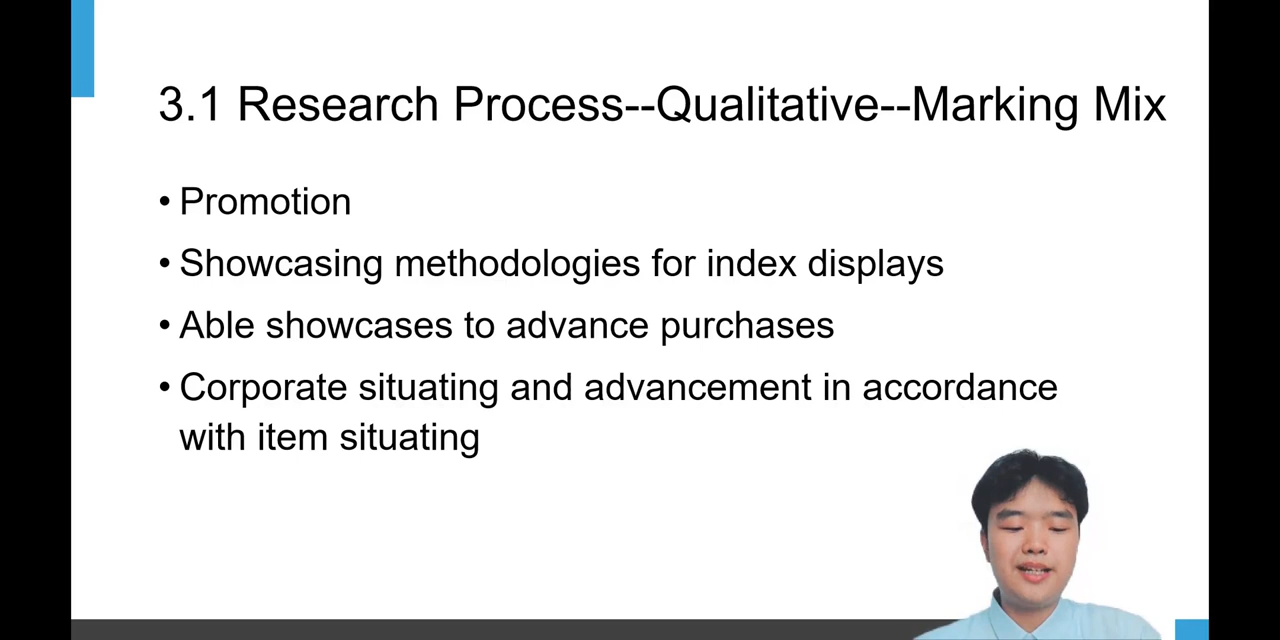 3.1 Research Process--Qualitative--Marking Mix
• Promotion
• Showcasing methodologies for index displays
• Able showcases to advance purchases
• Corporate situating and advancement in accordance
with item situating